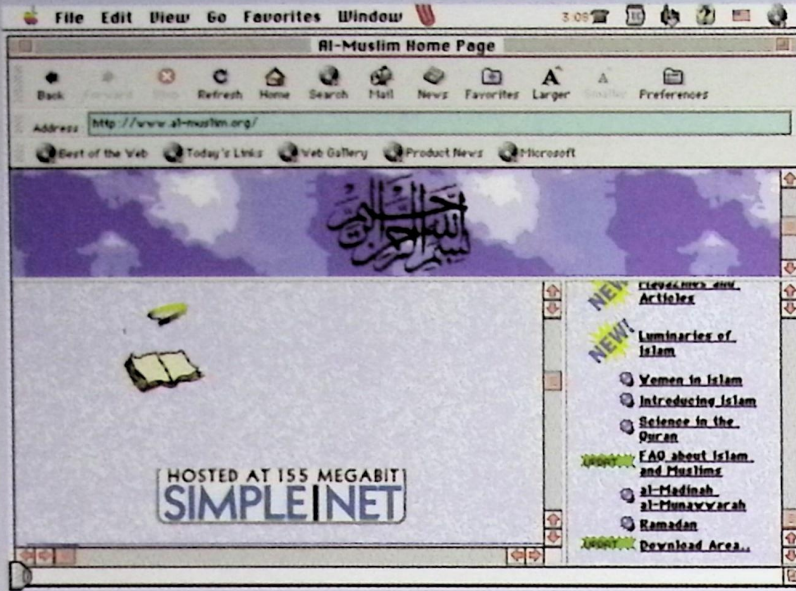 File Edit View Go Favorites Window 3:08
Al-Muslim Home Page
Back Forward Stop Refresh Home Search Mail News Favorites Larger Smaller Preferences
Address http://www.al-muslim.org/
Best of the Web Today's Links Web Gallery Product News Microsoft
بسم الله الرحمن الرحيم
NEW! Magazines and
Articles
NEW! Luminaries of
Islam
Women in Islam
Introducing Islam
Science in the
Quran
FAQ about Islam
and Muslims
al-Madinah
al-Munawwarah
Ramadan
Download Area..
HOSTED AT 155 MEGABIT
SIMPLE|NET